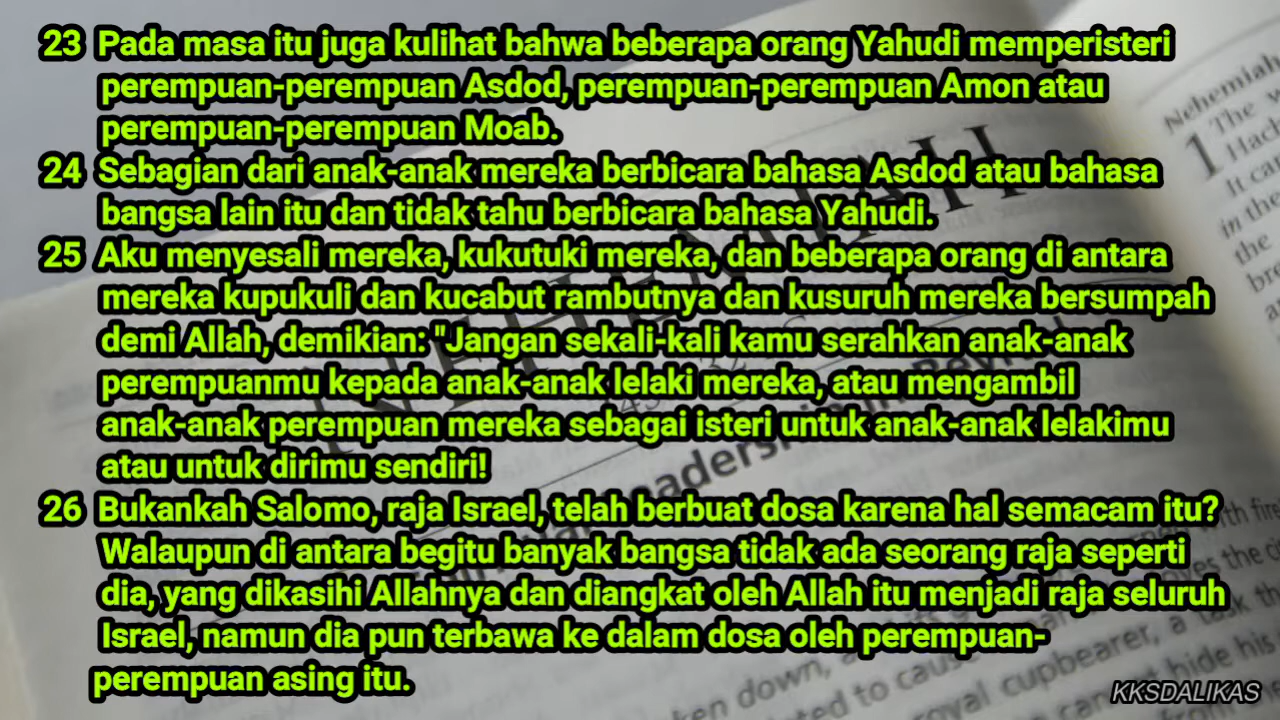 23 Pada masa itu juga kulihat bahwa beberapa orang Yahudi memperisteri
perempuan-perempuan Asdod, perempuan-perempuan Amon atau
perempuan-perempuan Moab.
24 Sebagian dari anak-anak mereka berbicara bahasa Asdod atau bahasa
bangsa lain itu dan tidak tahu berbicara bahasa Yahudi.
25 Aku menyesali mereka, kukutuki mereka, dan beberapa orang di antara
mereka kupukuli dan kucabut rambutnya dan kusuruh mereka bersumpah
demi Allah, demikian: "Jangan sekali-kali kamu serahkan anak-anak
perempuanmu kepada anak-anak lelaki mereka, atau mengambil
anak-anak perempuan mereka sebagai isteri untuk anak-anak lelakimu
atau untuk dirimu sendiri!
26 Bukankah Salomo, raja Israel, telah berbuat dosa karena hal semacam itu?
Walaupun di antara begitu banyak bangsa tidak ada seorang raja seperti
dia, yang dikasihi Allahnya dan diangkat oleh Allah itu menjadi raja seluruh
Israel, namun dia pun terbawa ke dalam dosa oleh perempuan-
perempuan asing itu.
KKSDALIKAS
Nehemiah
1 The
NEHEMIAH